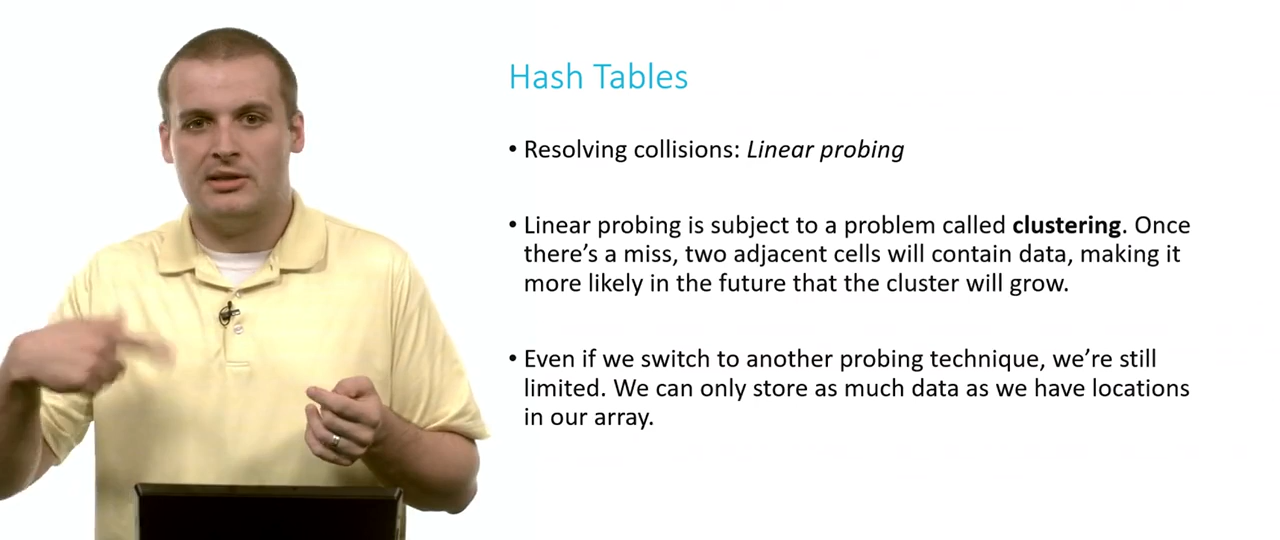 Hash Tables
• Resolving collisions: Linear probing
• Linear probing is subject to a problem called clustering. Once
there’s a miss, two adjacent cells will contain data, making it
more likely in the future that the cluster will grow.
• Even if we switch to another probing technique, we’re still
limited. We can only store as much data as we have locations
in our array.